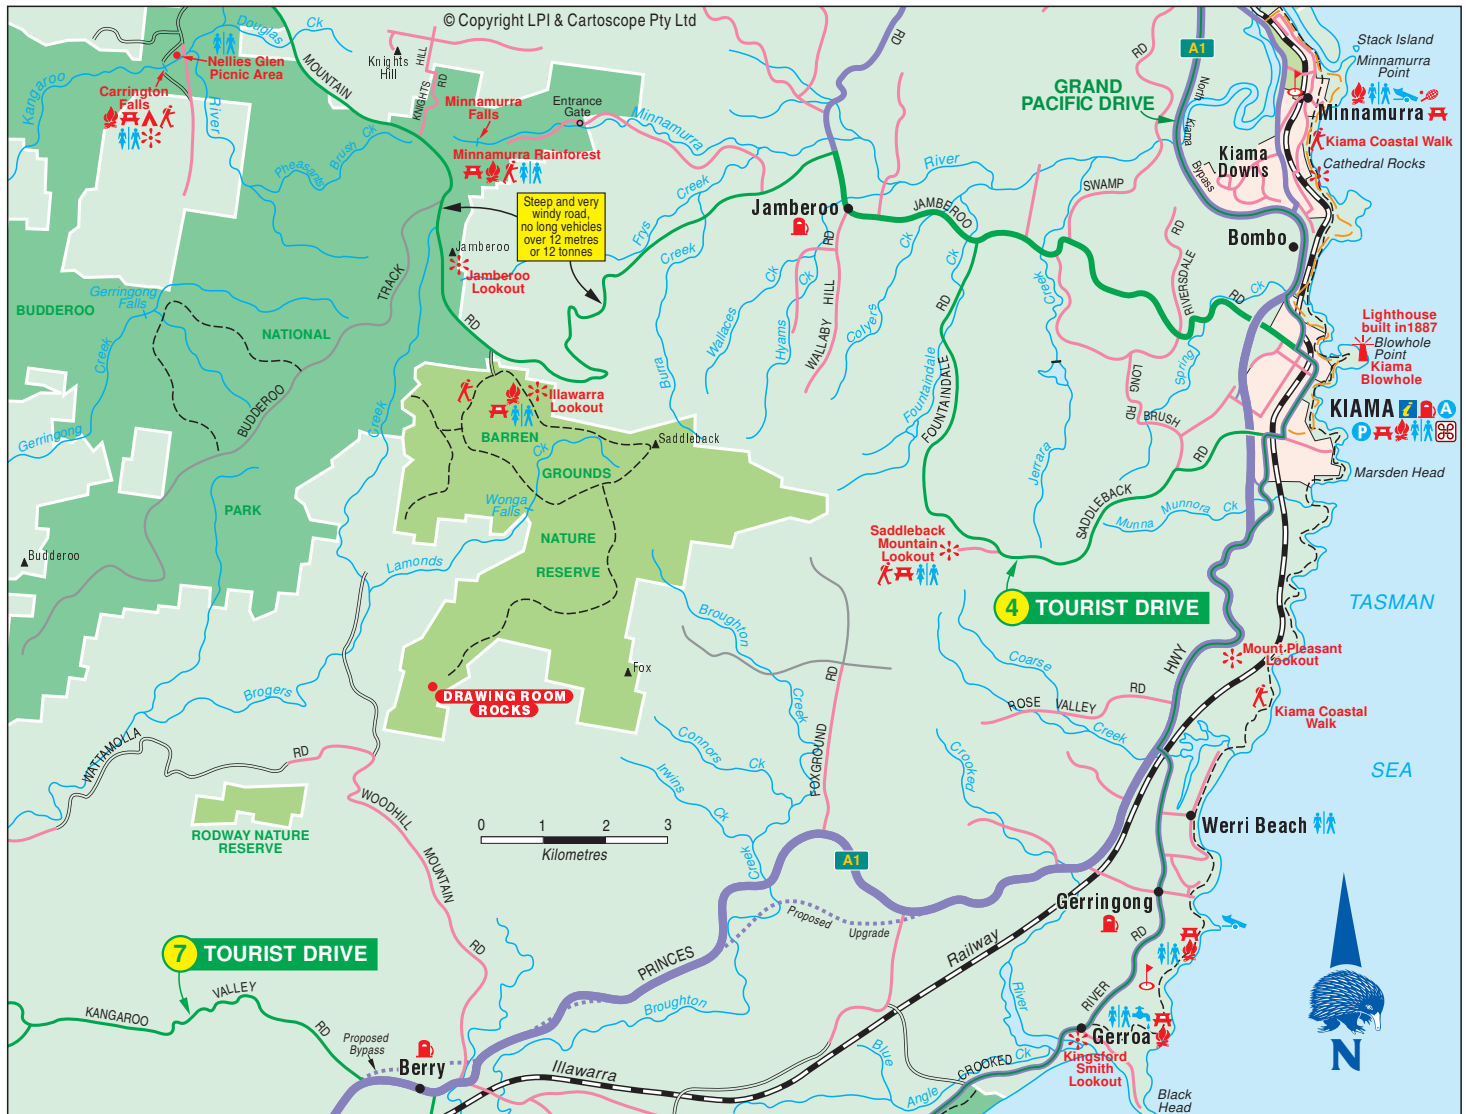 © Copyright LPI & Cartoscope Pty Ltd
Douglas
Ck
Kangaroo
River
Nellies Glen
Picnic Area
Carrington
Falls
MOUNTAIN
RD
Knights
Hill
KNIGHTS
HILL
RD
Minnamurra
Falls
Entrance
Gate
Minnamurra
River
Minnamurra Rainforest
Pheasants
Brush
Ck
Steep and very
windy road,
no long vehicles
over 12 metres
or 12 tonnes
Jamberoo
Jamberoo
Lookout
Frys
Creek
Creek
TRACK
BUDDEROO
Gerringong
Falls
BUDDEROO
NATIONAL
PARK
Creek
Gerringong
Creek
Budderoo
Illawarra
Lookout
BARREN
GROUNDS
NATURE
RESERVE
Ck
Wonga
Falls
Saddleback
Lamonds
Fox
DRAWING ROOM
ROCKS
Brogers
WATTAMOLLA
RD
RODWAY NATURE
RESERVE
WOODHILL
MOUNTAIN
RD
0 1 2 3
Kilometres
7 TOURIST DRIVE
KANGAROO
VALLEY
RD
Proposed
Bypass
Berry
PRINCES
HWY
Illawarra
Railway
Proposed
Upgrade
A1
Broughton
Creek
Broughton
Creek
Connors
Ck
Irwins
Ck
FOXGROUND
RD
RD
GRAND
PACIFIC DRIVE
A1
North
Kiama
Bypass
RD
SWAMP
Jamberoo
JAMBEROO
RD
WALLABY
HILL
RD
Wallaces
Ck
Hyams
Ck
Colyers
Ck
Burra
Fountaindale
Ck
FOUNTAINDALE
RD
Creek
Jerrara
RIVERSDALE
RD
Spring
Ck
LONG
BRUSH
RD
SADDLEBACK
RD
Munna
Munnora
Ck
Saddleback
Mountain
Lookout
4 TOURIST DRIVE
Stack Island
Minnamurra
Point
Minnamurra
Kiama Coastal Walk
Cathedral Rocks
Kiama
Downs
Bombo
Lighthouse
built in1887
Blowhole
Point
Kiama
Blowhole
KIAMA
i
A
P
Marsden Head
TASMAN
SEA
Mount Pleasant
Lookout
Kiama Coastal
Walk
Coarse
Creek
ROSE
VALLEY
RD
Crooked
River
Werri Beach
Gerringong
RD
RIVER
CROOKED
Gerroa
Kingsford
Smith
Lookout
Blue
Angle
Ck
Black
Head
N